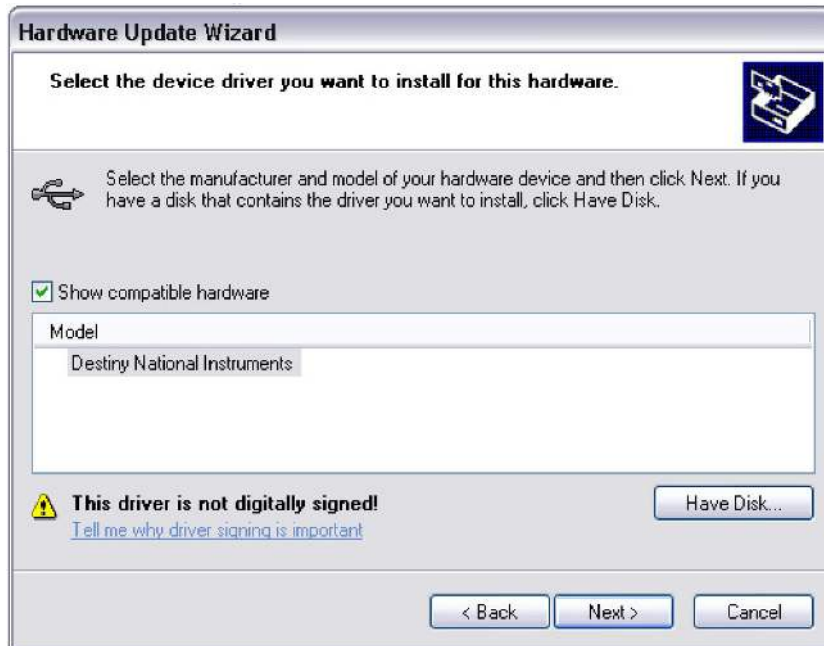 Hardware Update Wizard
Select the device driver you want to install for this hardware.
Select the manufacturer and model of your hardware device and then click Next. If you
have a disk that contains the driver you want to install, click Have Disk.
Show compatible hardware
Model
Destiny National Instruments
This driver is not digitally signed!
Have Disk...
Tell me why driver signing is important
< Back
Next >
Cancel